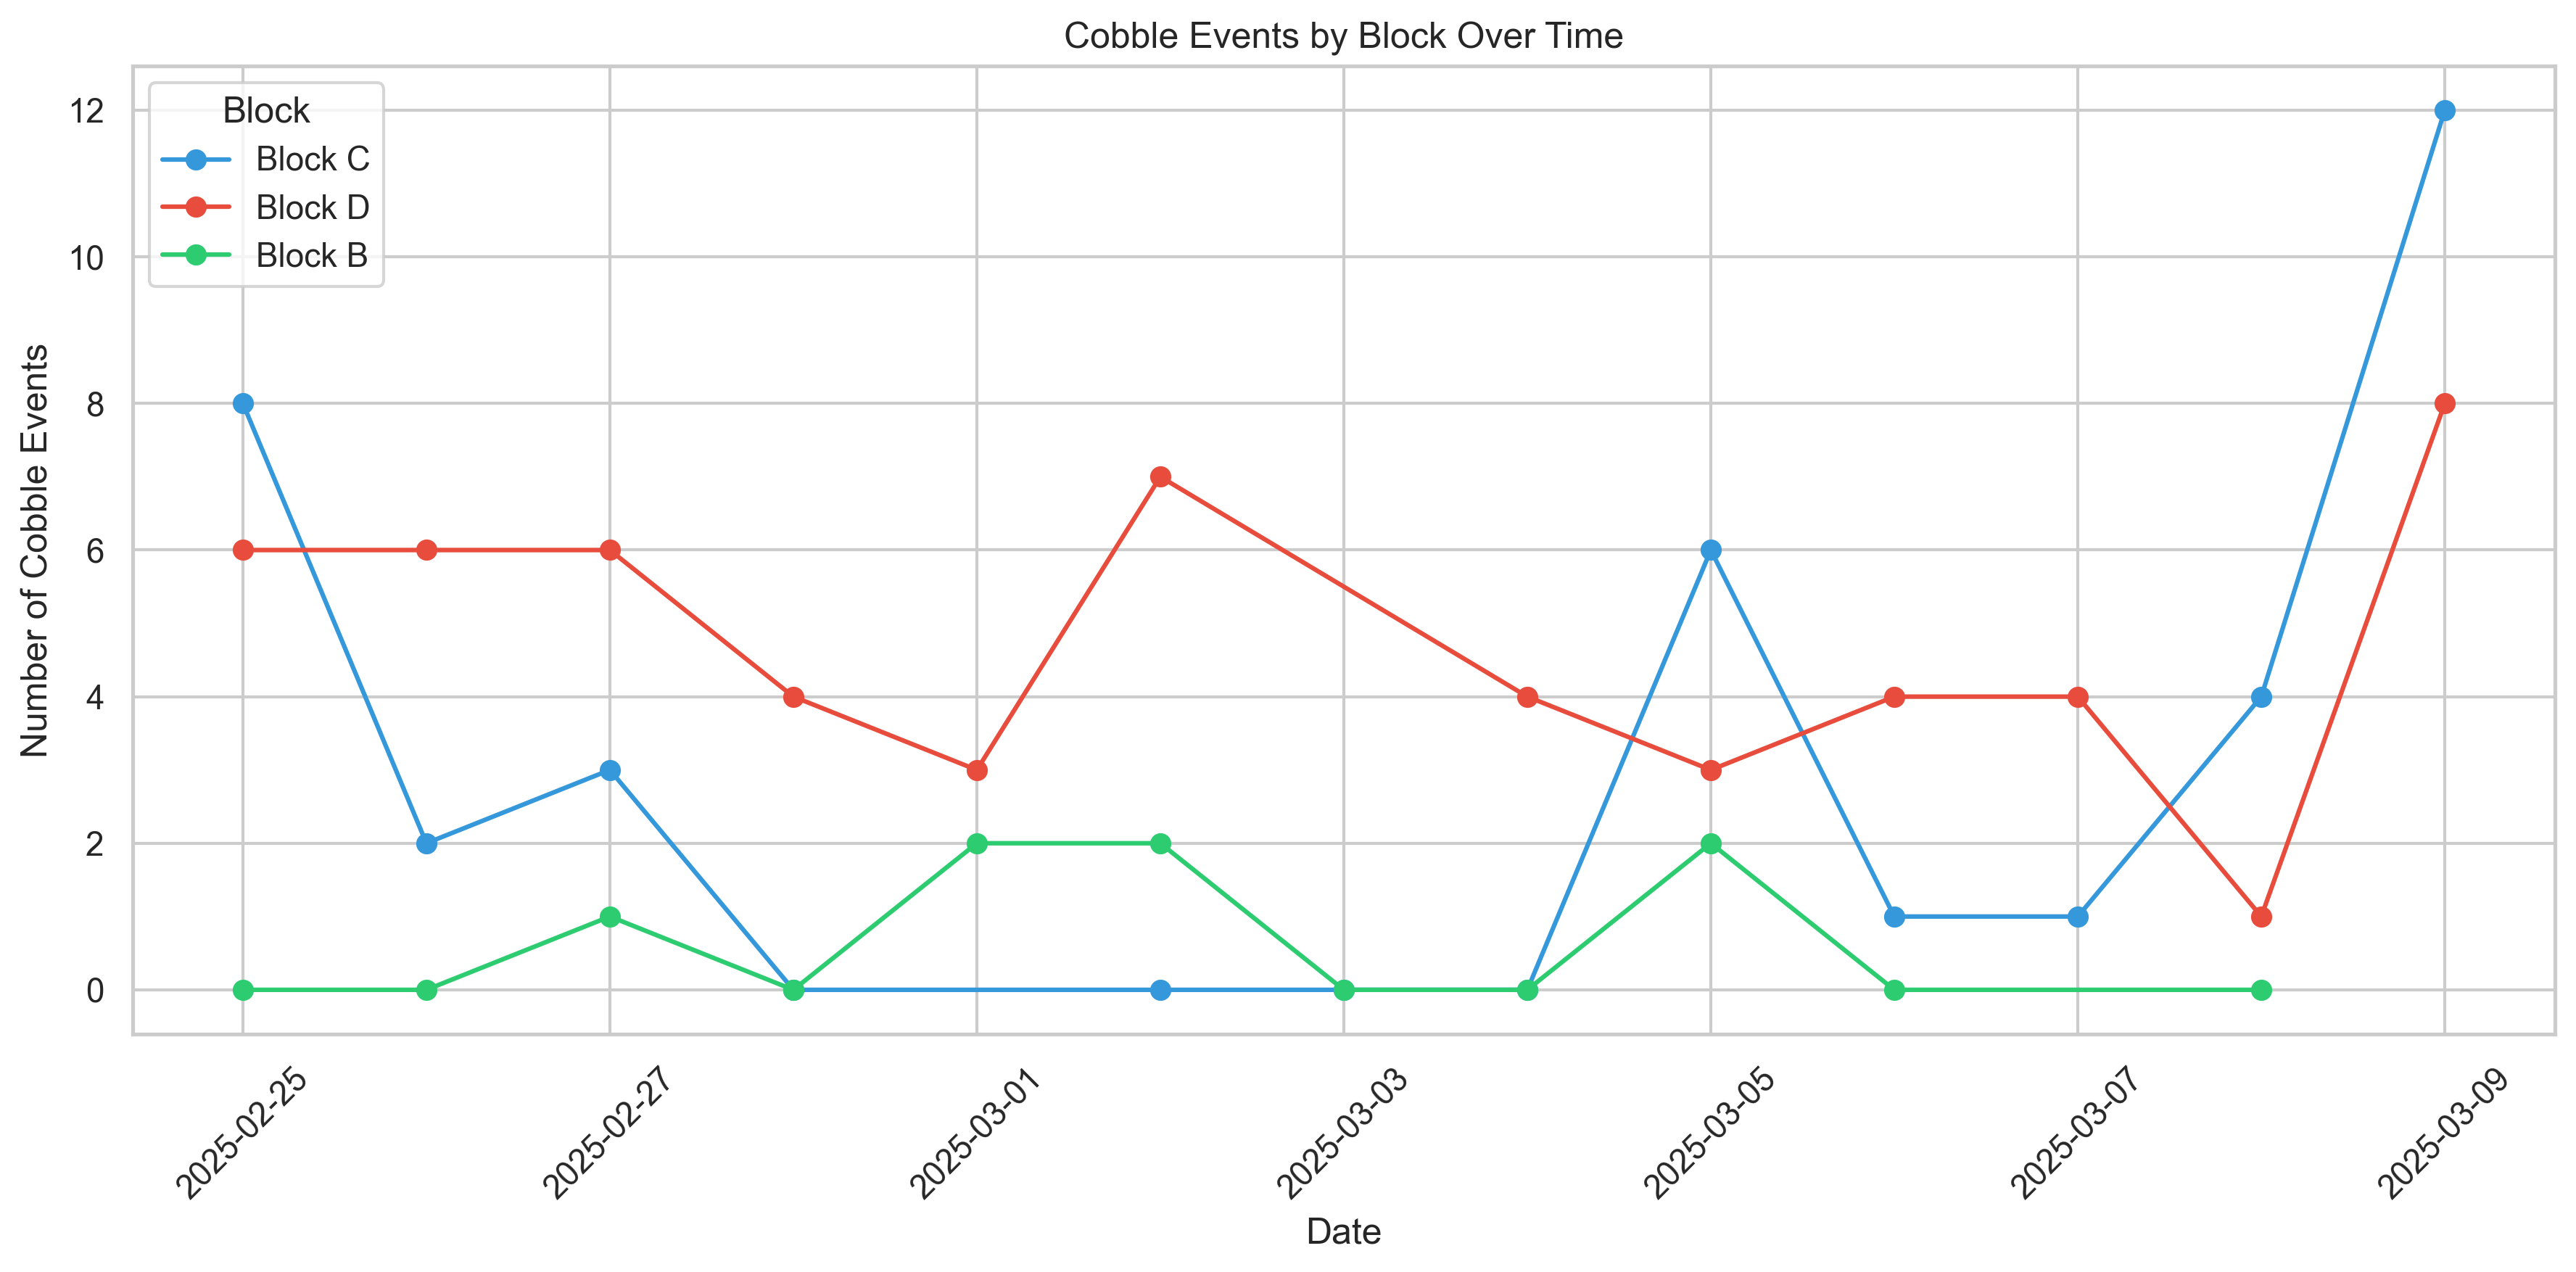 Cobble Events by Block Over Time
Block
Block C
Block D
Block B
Number of Cobble Events
12
10
8
6
4
2
0
2025-02-25
2025-02-27
2025-03-01
2025-03-03
2025-03-05
2025-03-07
2025-03-09
Date